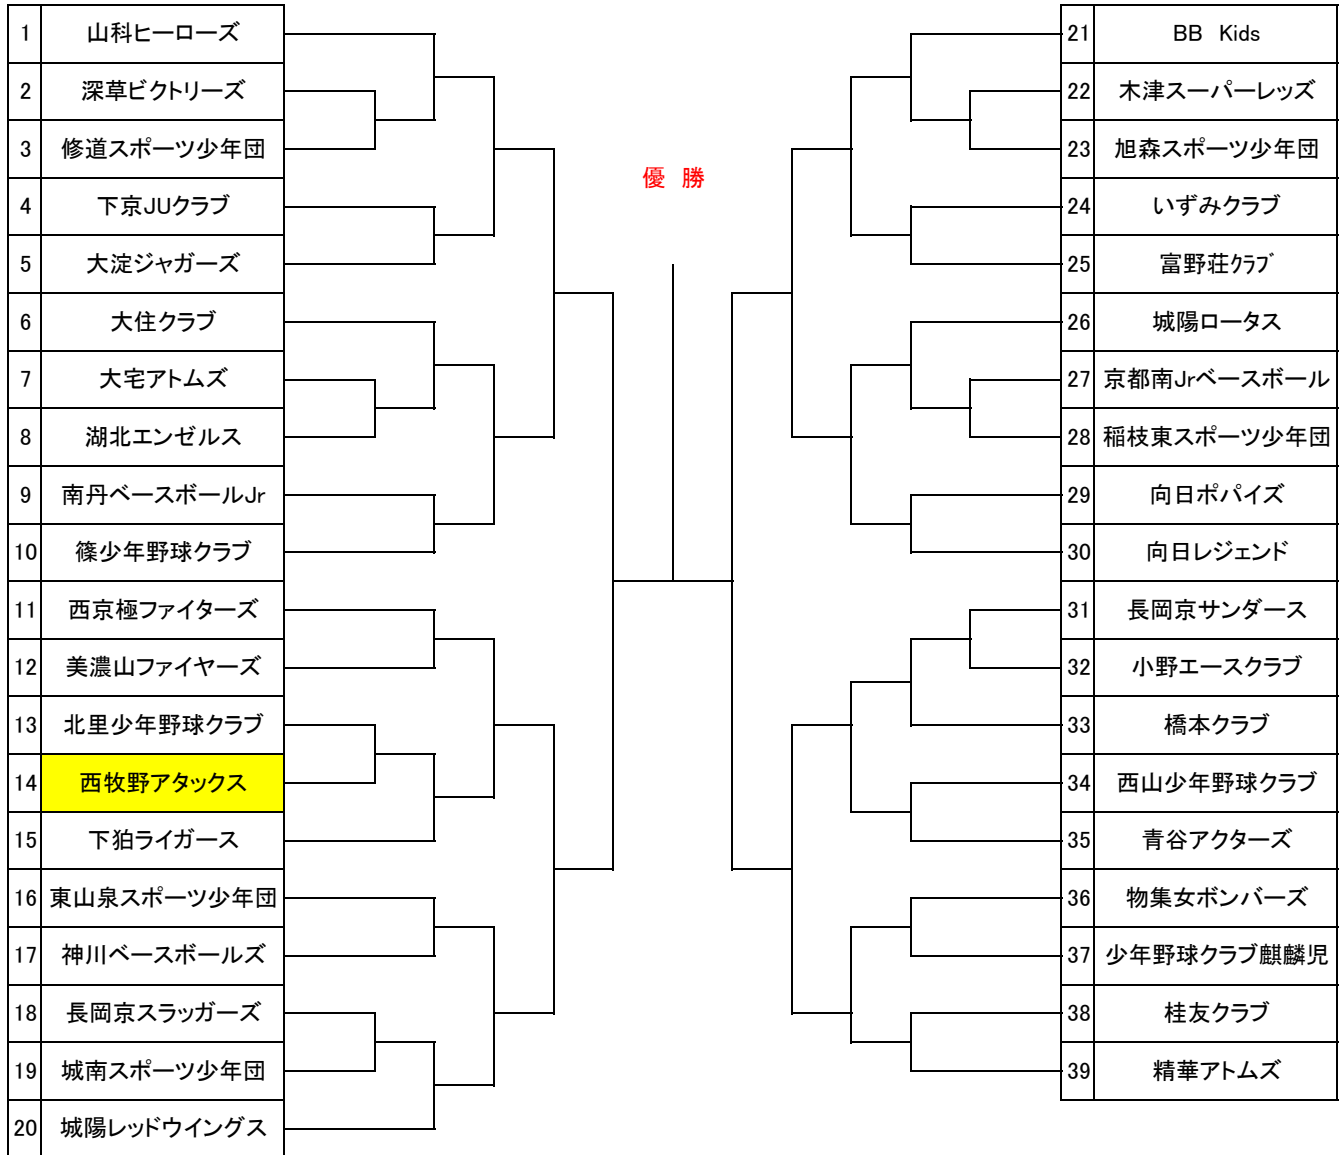 1 山科ヒーローズ
2 深草ビクトリーズ
3 修道スポーツ少年団
4 下京JUクラブ
5 大淀ジャガーズ
6 大住クラブ
7 大宅アトムズ
8 湖北エンゼルス
9 南丹ベースボールJr
10 篠少年野球クラブ
11 西京極ファイターズ
12 美濃山ファイヤーズ
13 北里少年野球クラブ
14 西牧野アタックス
15 下狛ライガース
16 東山泉スポーツ少年団
17 神川ベースボールズ
18 長岡京スラッガーズ
19 城南スポーツ少年団
20 城陽レッドウイングス
優 勝
21 BB Kids
22 木津スーパーレッズ
23 旭森スポーツ少年団
24 いずみクラブ
25 富野荘ｸﾗﾌﾞ
26 城陽ロータス
27 京都南Jrベースボール
28 稲枝東スポーツ少年団
29 向日ポパイズ
30 向日レジェンド
31 長岡京サンダース
32 小野エースクラブ
33 橋本クラブ
34 西山少年野球クラブ
35 青谷アクターズ
36 物集女ボンバーズ
37 少年野球クラブ麒麟児
38 桂友クラブ
39 精華アトムズ